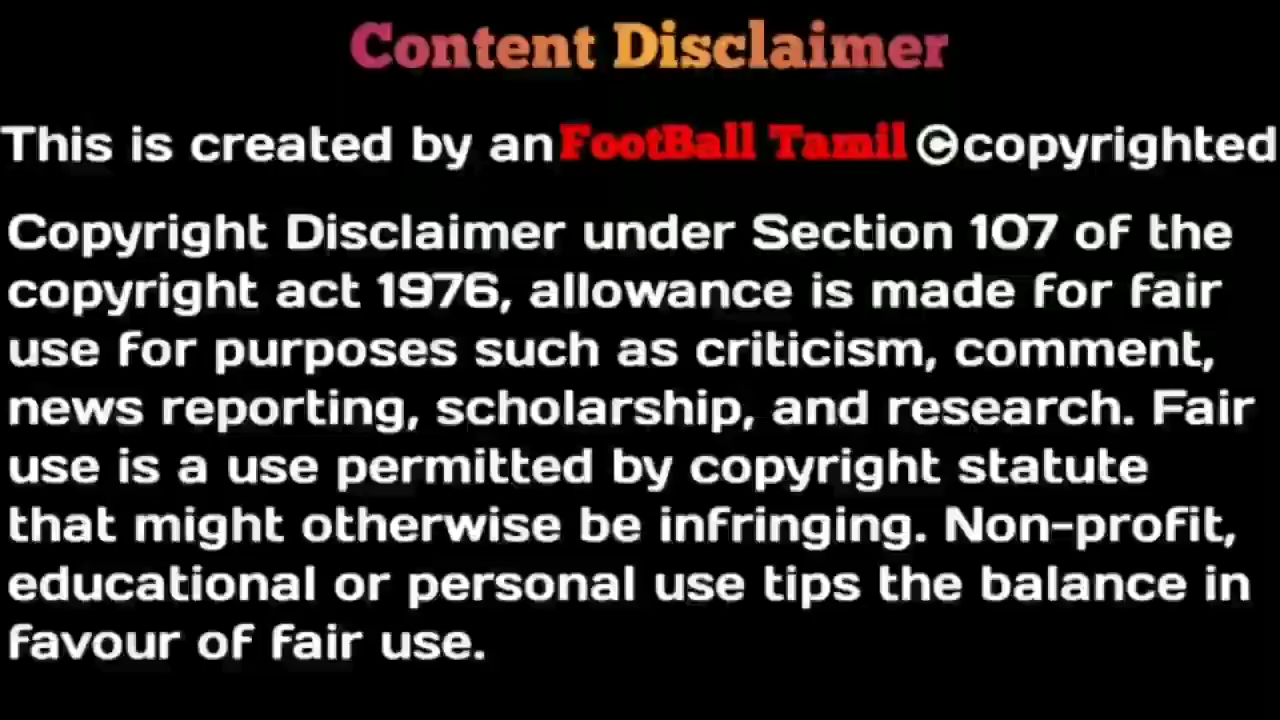 Content Disclaimer
This is created by an FootBall Tamil ©copyrighted
Copyright Disclaimer under Section 107 of the
copyright act 1976, allowance is made for fair
use for purposes such as criticism, comment,
news reporting, scholarship, and research. Fair
use is a use permitted by copyright statute
that might otherwise be infringing. Non-profit,
educational or personal use tips the balance in
favour of fair use.